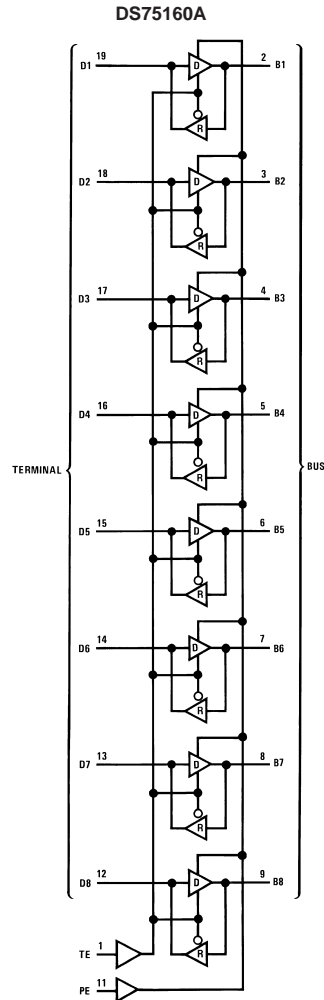 DS75160A
D1 19 D 2 B1
R
D2 18 D 3 B2
R
D3 17 D 4 B3
R
D4 16 D 5 B4
R
TERMINAL BUS
D5 15 D 6 B5
R
D6 14 D 7 B6
R
D7 13 D 8 B7
R
D8 12 D 9 B8
R
TE 1
PE 11